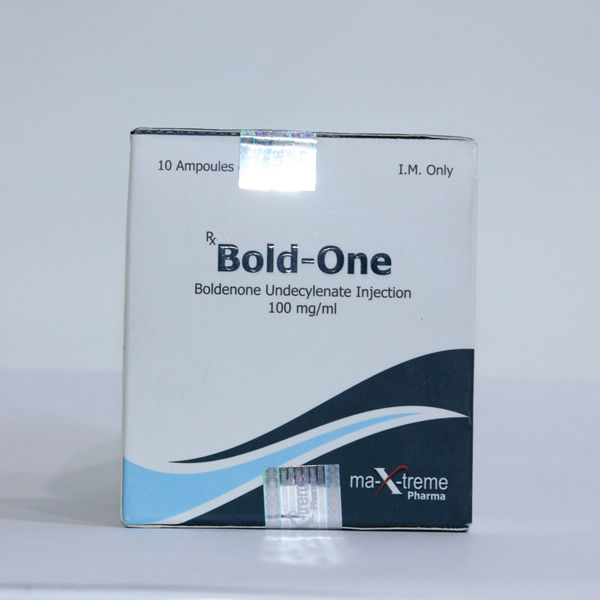 10 Ampoules
I.M. Only
Rx
Bold-One
Boldenone Undecylenate Injection
100 mg/ml
ma-X-treme
Pharma